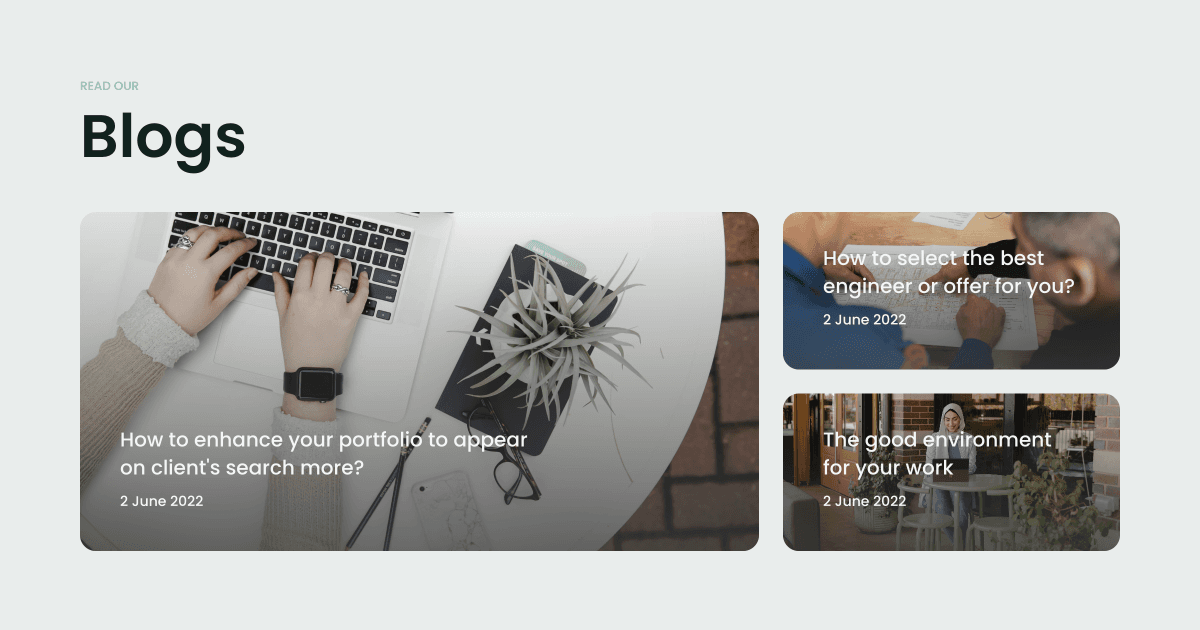 READ OUR
Blogs
How to enhance your portfolio to appear
on client's search more?
2 June 2022
How to select the best
engineer or offer for you?
2 June 2022
The good environment
for your work
2 June 2022